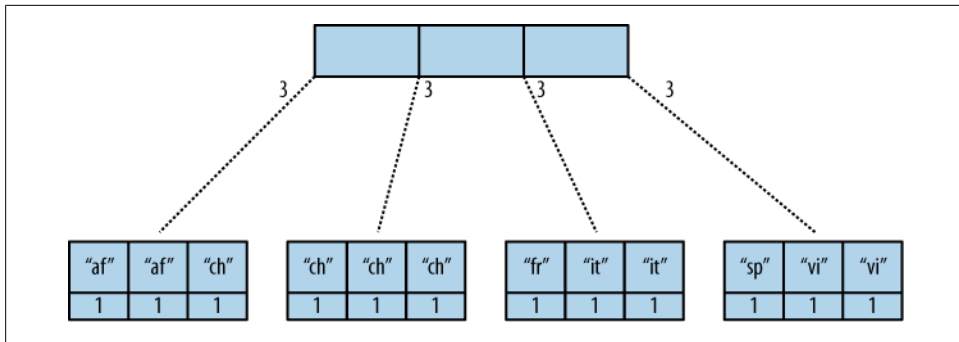 3 3 3 3
“af” “af” “ch” “ch” “ch” “ch” “fr” “it” “it” “sp” “vi” “vi”
1 1 1 1 1 1 1 1 1 1 1 1